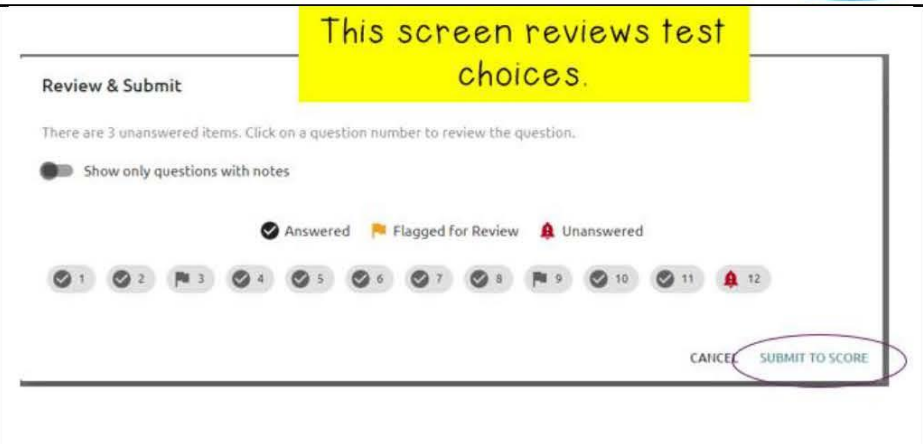 This screen reviews test
choices.
Review & Submit
There are 3 unanswered items. Click on a question number to review the question.
Show only questions with notes
Answered Flagged for Review Unanswered
1 2 3 4 5 6 7 8 9 10 11 12
CANCEL SUBMIT TO SCORE